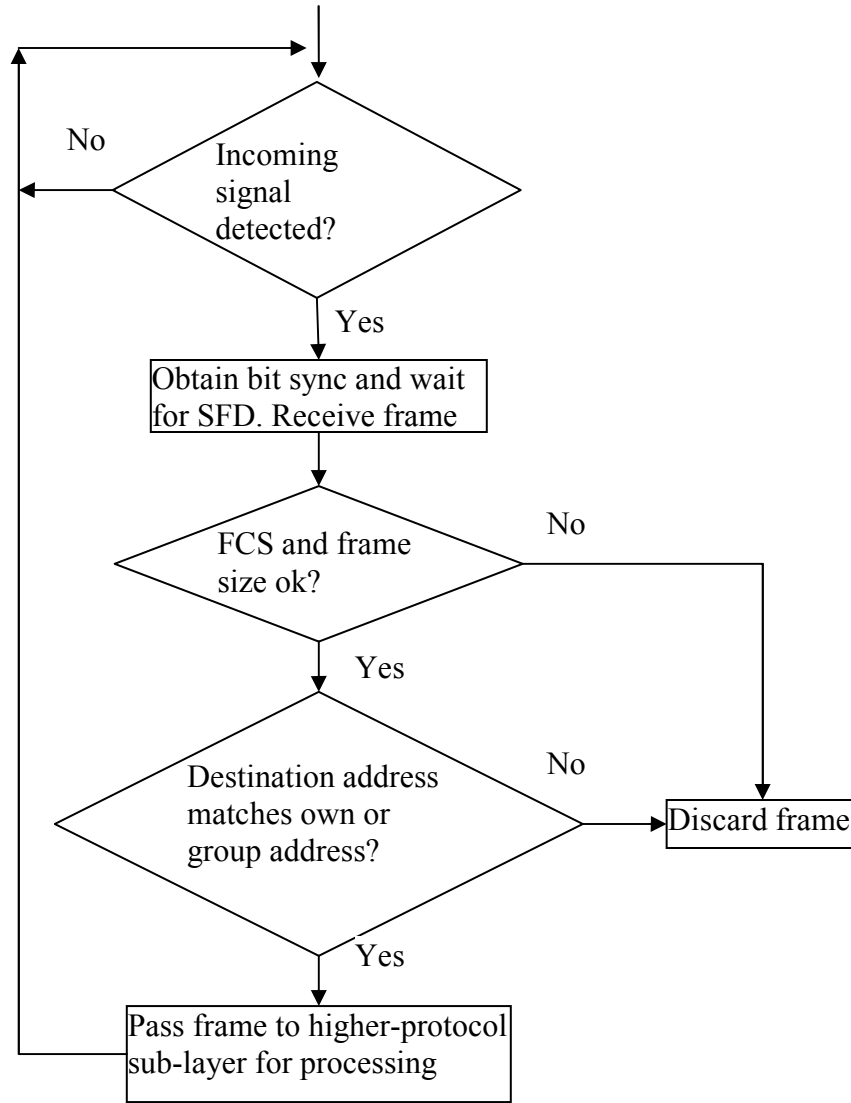 No
Incoming
signal
detected?
Yes
Obtain bit sync and wait
for SFD. Receive frame
No
FCS and frame
size ok?
Yes
No
Destination address
matches own or
group address?
Discard frame
Yes
Pass frame to higher-protocol
sub-layer for processing